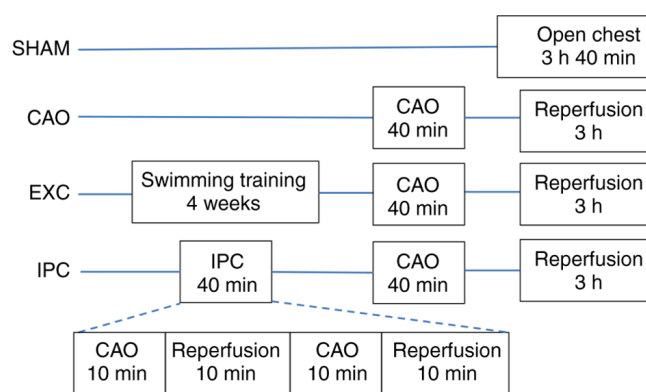 SHAM
Open chest
3 h 40 min
CAO
CAO
40 min
Reperfusion
3 h
EXC
Swimming training
4 weeks
CAO
40 min
Reperfusion
3 h
IPC
IPC
40 min
CAO
40 min
Reperfusion
3 h
CAO
10 min
Reperfusion
10 min
CAO
10 min
Reperfusion
10 min